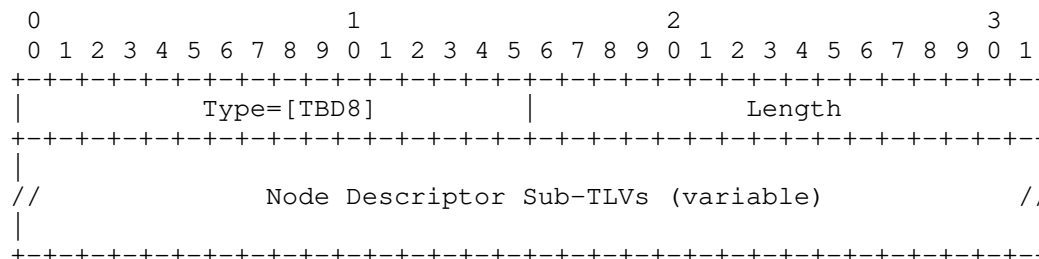 0                   1                   2                   3
 0 1 2 3 4 5 6 7 8 9 0 1 2 3 4 5 6 7 8 9 0 1 2 3 4 5 6 7 8 9 0 1
+-+-+-+-+-+-+-+-+-+-+-+-+-+-+-+-+-+-+-+-+-+-+-+-+-+-+-+-+-+-+-+-
|           Type=[TBD8]         |             Length
+-+-+-+-+-+-+-+-+-+-+-+-+-+-+-+-+-+-+-+-+-+-+-+-+-+-+-+-+-+-+-+-
|
//              Node Descriptor Sub-TLVs (variable)            //
|
+-+-+-+-+-+-+-+-+-+-+-+-+-+-+-+-+-+-+-+-+-+-+-+-+-+-+-+-+-+-+-+-